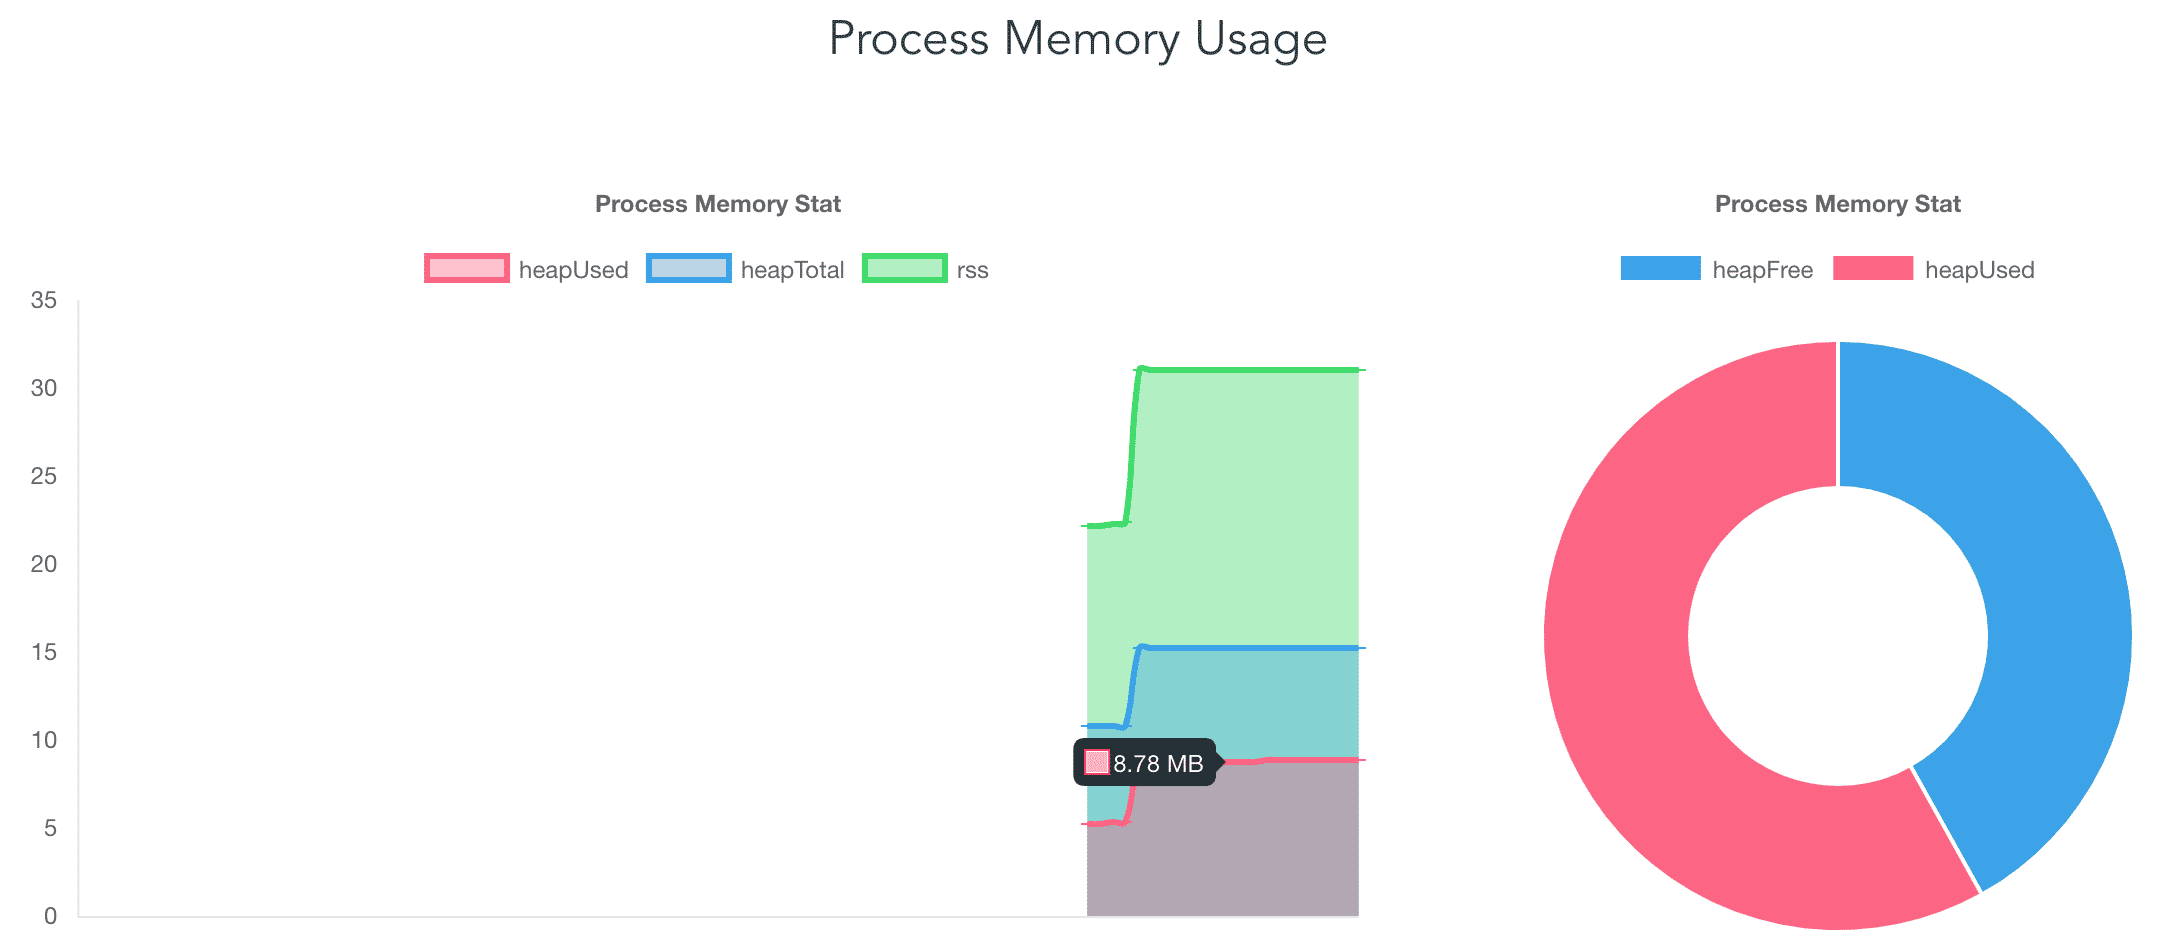 Process Memory Usage
Process Memory Stat
heapUsed heapTotal rss
35
30
25
20
15
10
5
0
8.78 MB
Process Memory Stat
heapFree heapUsed